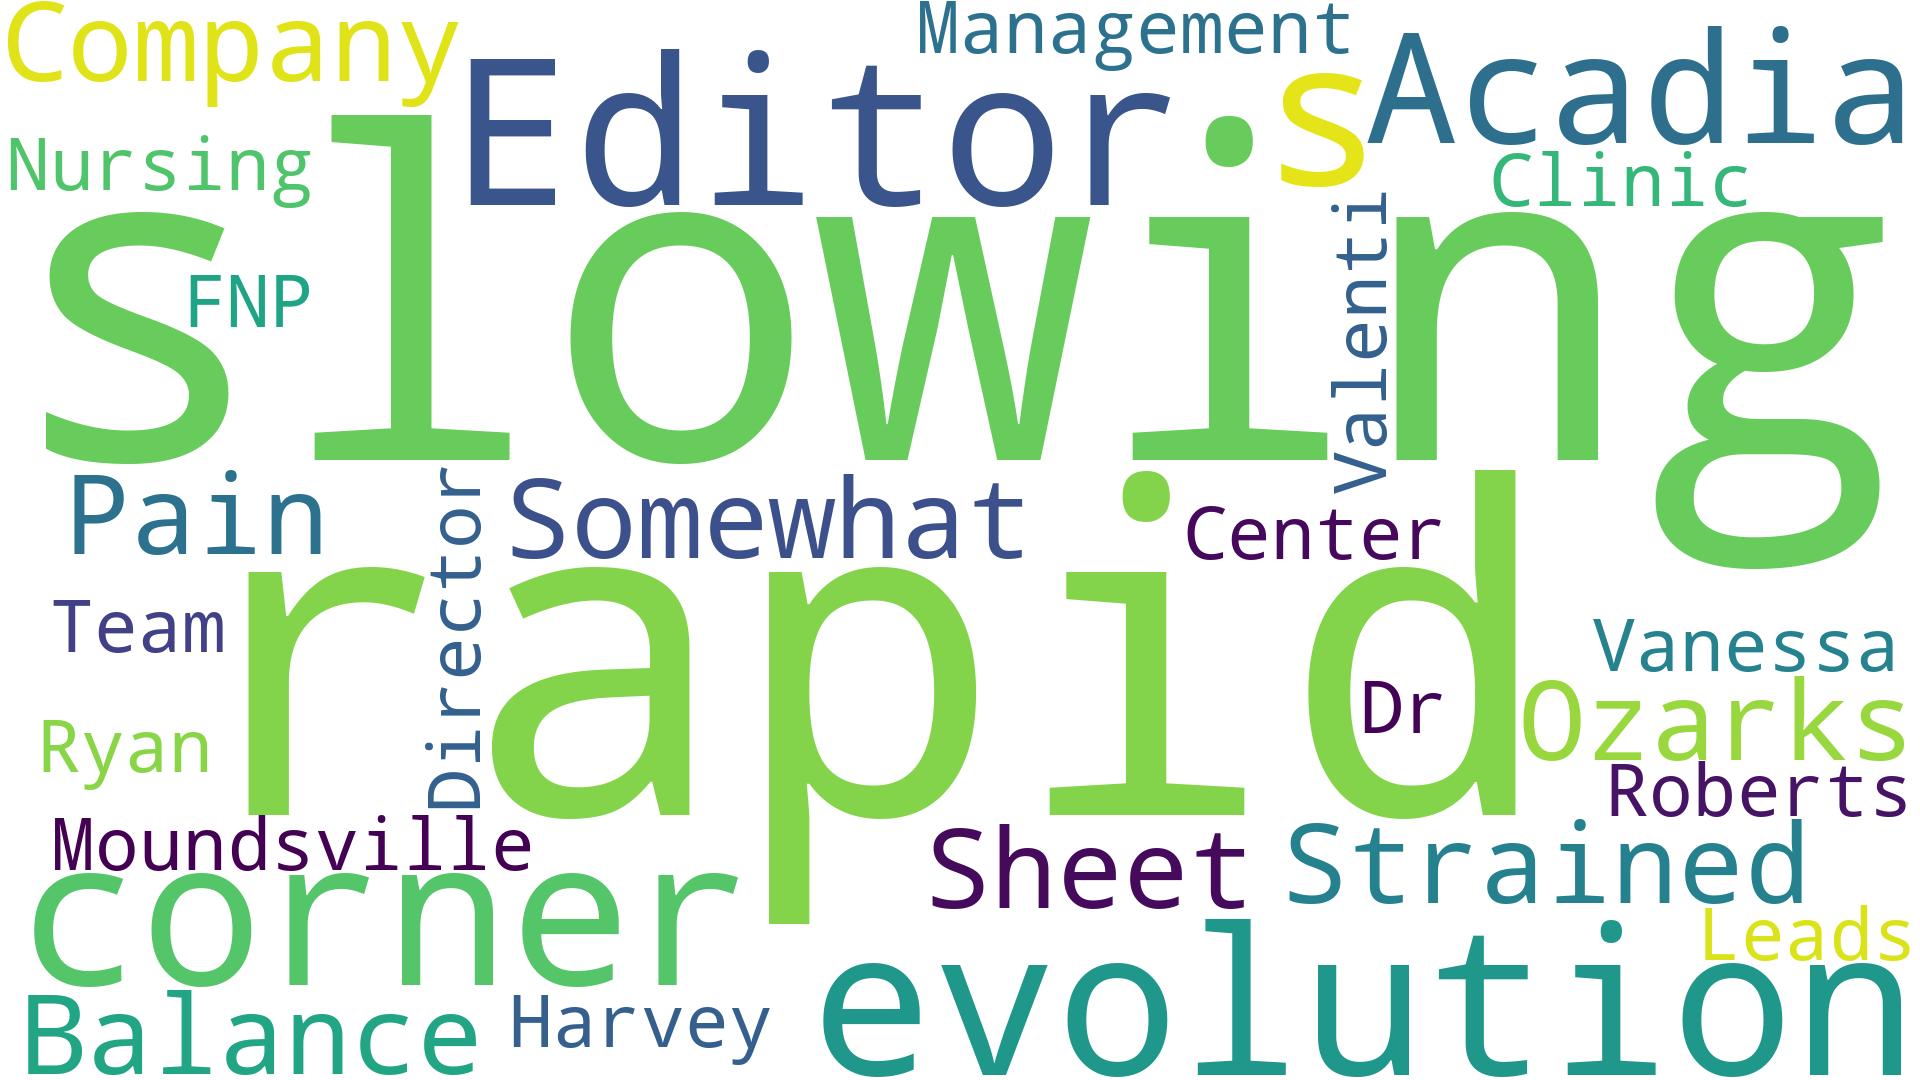 Company
Management
Editor
s
Acadia
Nursing
Clinic
slowing
FNP
Valenti
Pain
Director
Somewhat
Center
rapid
Team
Vanessa
Dr
Ozarks
Ryan
Roberts
Moundsville
Sheet
Strained
corner
Leads
evolution
Balance
Harvey